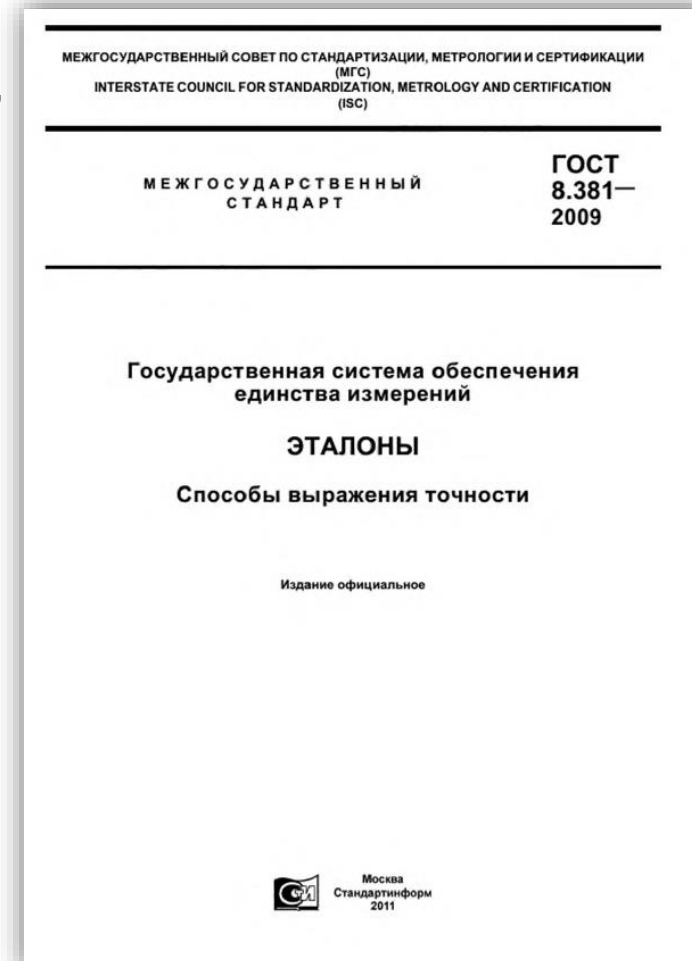 МЕЖГОСУДАРСТВЕННЫЙ СОВЕТ ПО СТАНДАРТИЗАЦИИ, МЕТРОЛОГИИ И СЕРТИФИКАЦИИ
(МГС)
INTERSTATE COUNCIL FOR STANDARDIZATION, METROLOGY AND CERTIFICATION
(ISC)
МЕЖГОСУДАРСТВЕННЫЙ
СТАНДАРТ
ГОСТ
8.381—
2009
Государственная система обеспечения
единства измерений
ЭТАЛОНЫ
Способы выражения точности
Издание официальное
Москва
Стандартинформ
2011